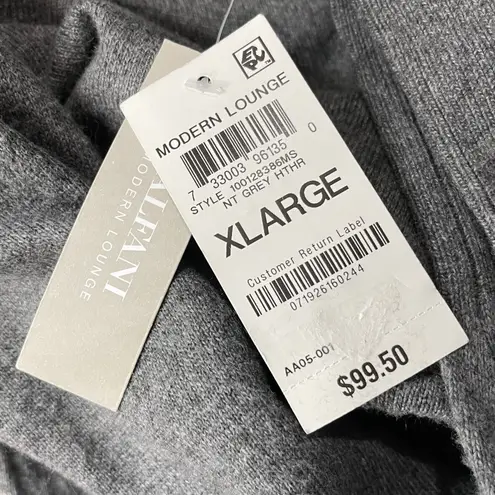 ALFANI
MODERN LOUNGE
EPC
MODERN LOUNGE
7 33003 96135 0
STYLE 100128386MS
NT GREY HTHR
XLARGE
Customer Return Label
071926160244
AA05-001
$99.50